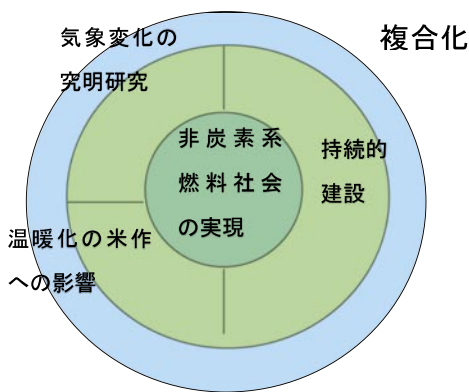 複合化
気象変化の
究明研究
非炭素系
燃料社会
の実現
持続的
建設
温暖化の米作
への影響